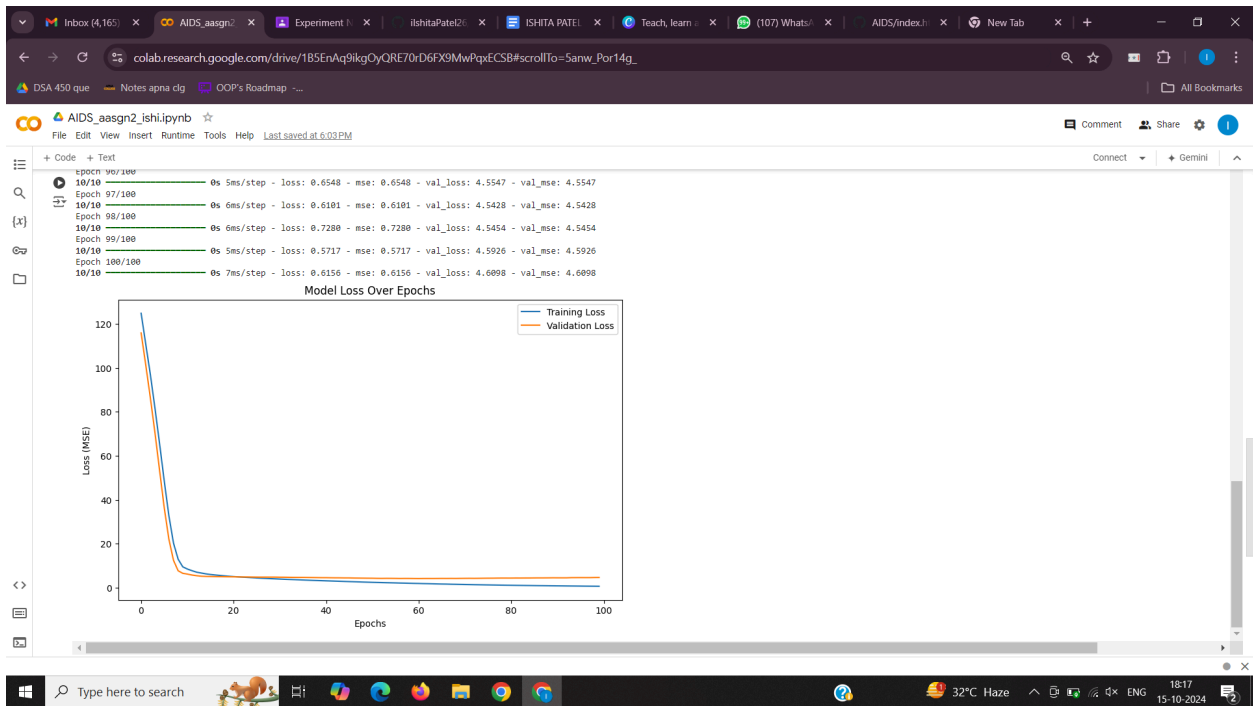 Inbox (4,165)
AIDS_aasgn2
Experiment N
iIshitaPatel26
ISHITA PATEL
Teach, learn a
(107) WhatsA
AIDS/index.h
New Tab
colab.research.google.com/drive/1B5EnAq9ikgOyQRE70rD6FX9MwPqxECSB#scrollTo=5anw_Por14g_
DSA 450 que
Notes apna clg
OOP's Roadmap -...
All Bookmarks
AIDS_aasgn2_ishi.ipynb
File Edit View Insert Runtime Tools Help Last saved at 6:03 PM
Comment Share
+ Code + Text
Connect Gemini
Epoch 96/100
10/10 0s 5ms/step - loss: 0.6548 - mse: 0.6548 - val_loss: 4.5547 - val_mse: 4.5547
Epoch 97/100
10/10 0s 6ms/step - loss: 0.6101 - mse: 0.6101 - val_loss: 4.5428 - val_mse: 4.5428
Epoch 98/100
10/10 0s 6ms/step - loss: 0.7280 - mse: 0.7280 - val_loss: 4.5454 - val_mse: 4.5454
Epoch 99/100
10/10 0s 5ms/step - loss: 0.5717 - mse: 0.5717 - val_loss: 4.5926 - val_mse: 4.5926
Epoch 100/100
10/10 0s 7ms/step - loss: 0.6156 - mse: 0.6156 - val_loss: 4.6098 - val_mse: 4.6098
Model Loss Over Epochs
Training Loss
Validation Loss
120
100
80
60
40
20
0
Loss (MSE)
0 20 40 60 80 100
Epochs
Type here to search
32°C Haze
ENG
18:17
15-10-2024
2